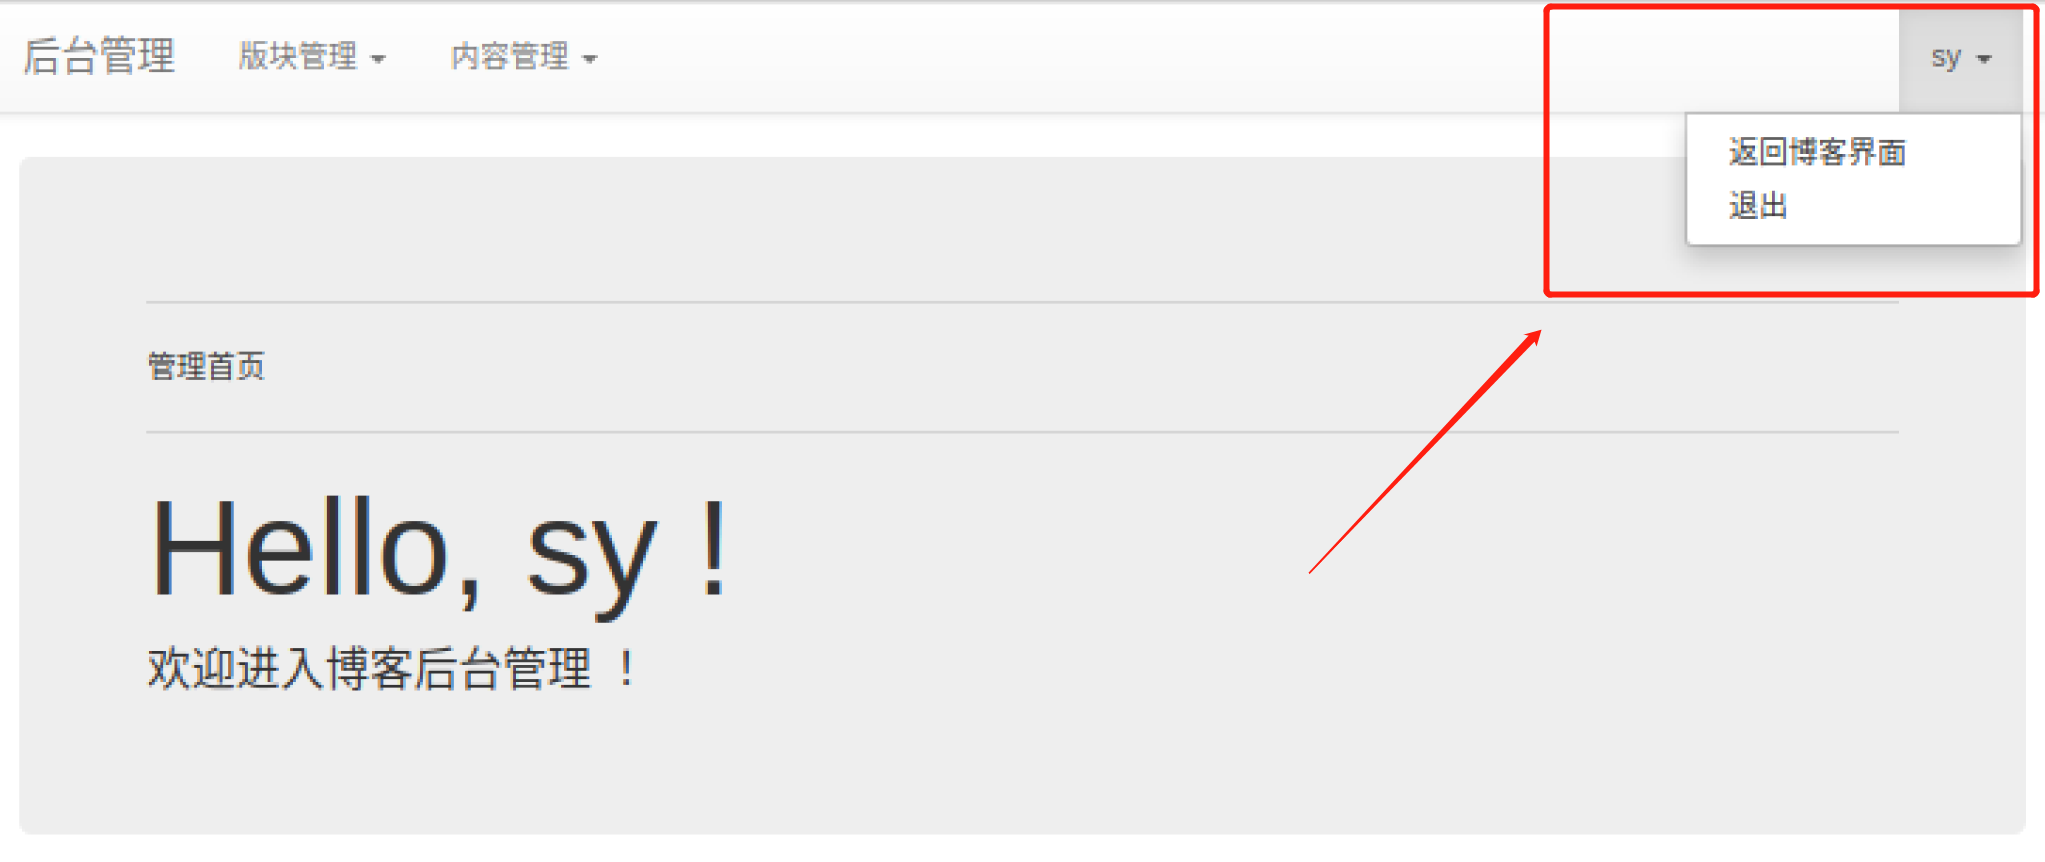 后台管理 版块管理 内容管理 sy
返回博客界面
退出
管理首页
Hello, sy !
欢迎进入博客后台管理 ！